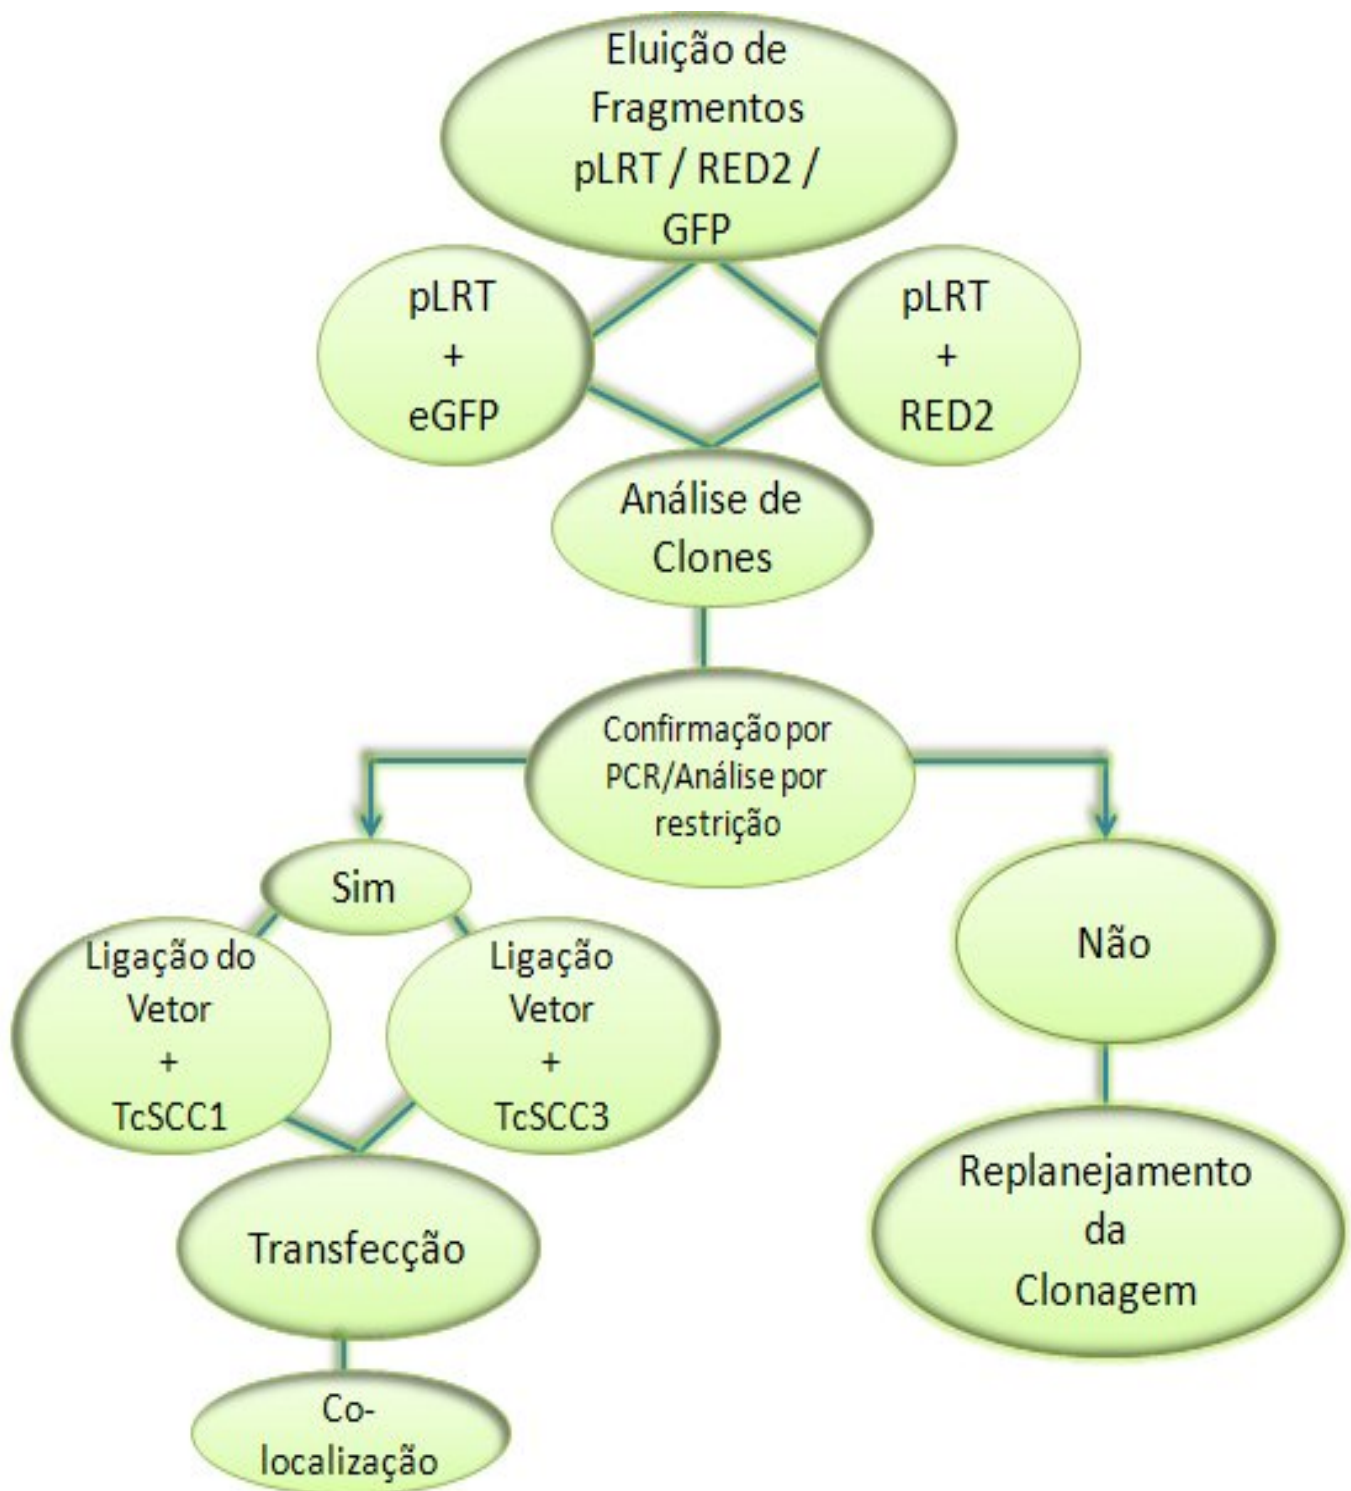 Eluição de
Fragmentos
pLRT / RED2 /
GFP
pLRT
+
eGFP
pLRT
+
RED2
Análise de
Clones
Confirmação por
PCR/Análise por
restrição
Sim
Não
Ligação do
Vetor
+
TcSCC1
Ligação
Vetor
+
TcSCC3
Replanejamento
da
Clonagem
Transfecção
Co-
localização